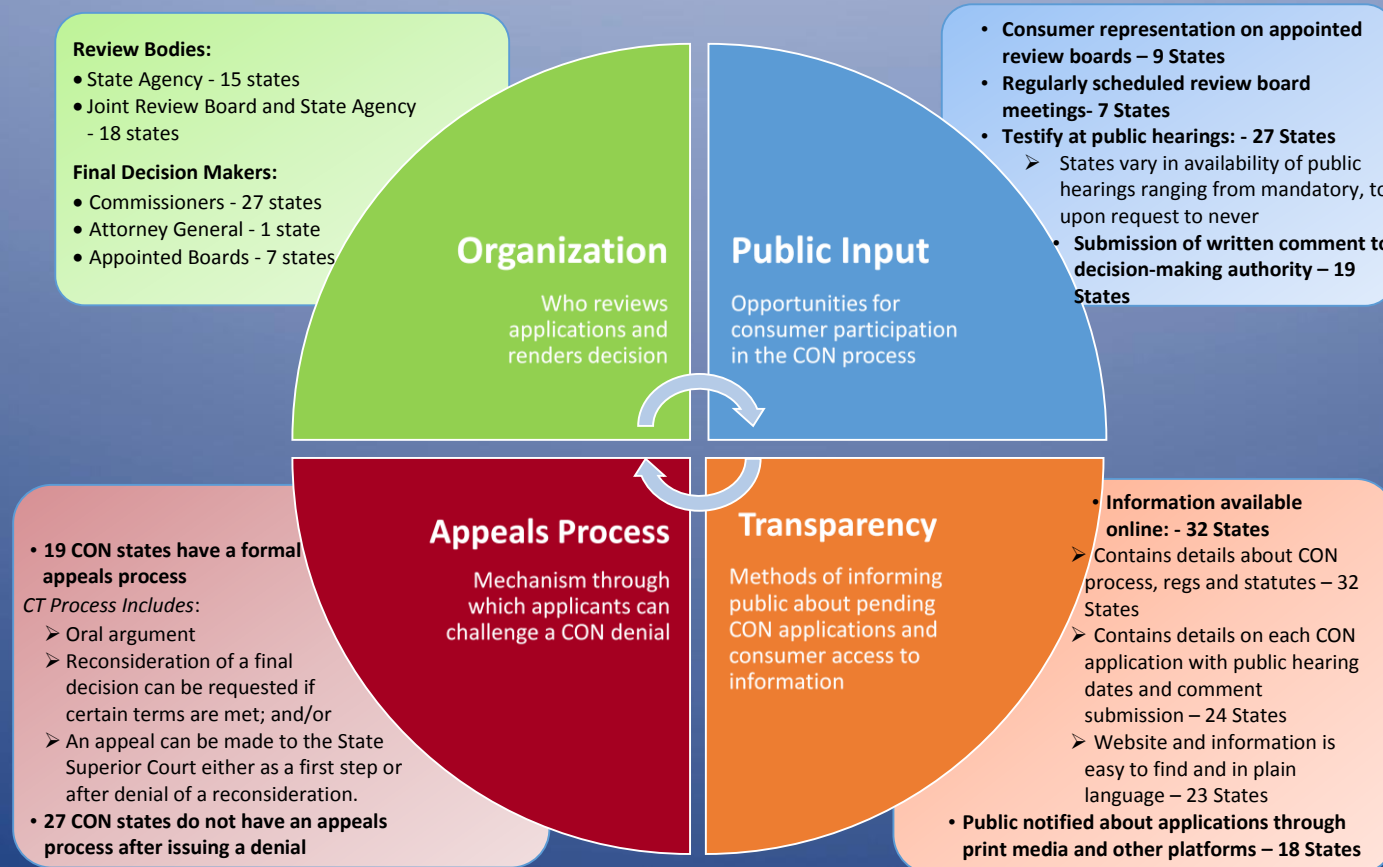 Review Bodies:
• State Agency - 15 states
• Joint Review Board and State Agency
- 18 states
Final Decision Makers:
• Commissioners - 27 states
• Attorney General - 1 state
• Appointed Boards - 7 states
Organization
Who reviews
applications and
renders decision
Public Input
Opportunities for
consumer participation
in the CON process
• Consumer representation on appointed
review boards – 9 States
• Regularly scheduled review board
meetings- 7 States
• Testify at public hearings: - 27 States
➢ States vary in availability of public
hearings ranging from mandatory, to
upon request to never
• Submission of written comment to
decision-making authority – 19
States
• 19 CON states have a formal
appeals process
CT Process Includes:
➢ Oral argument
➢ Reconsideration of a final
decision can be requested if
certain terms are met; and/or
➢ An appeal can be made to the State
Superior Court either as a first step or
after denial of a reconsideration.
• 27 CON states do not have an appeals
process after issuing a denial
Appeals Process
Mechanism through
which applicants can
challenge a CON denial
Transparency
Methods of informing
public about pending
CON applications and
consumer access to
information
• Information available
online: - 32 States
➢ Contains details about CON
process, regs and statutes – 32
States
➢ Contains details on each CON
application with public hearing
dates and comment
submission – 24 States
➢ Website and information is
easy to find and in plain
language – 23 States
• Public notified about applications through
print media and other platforms – 18 States